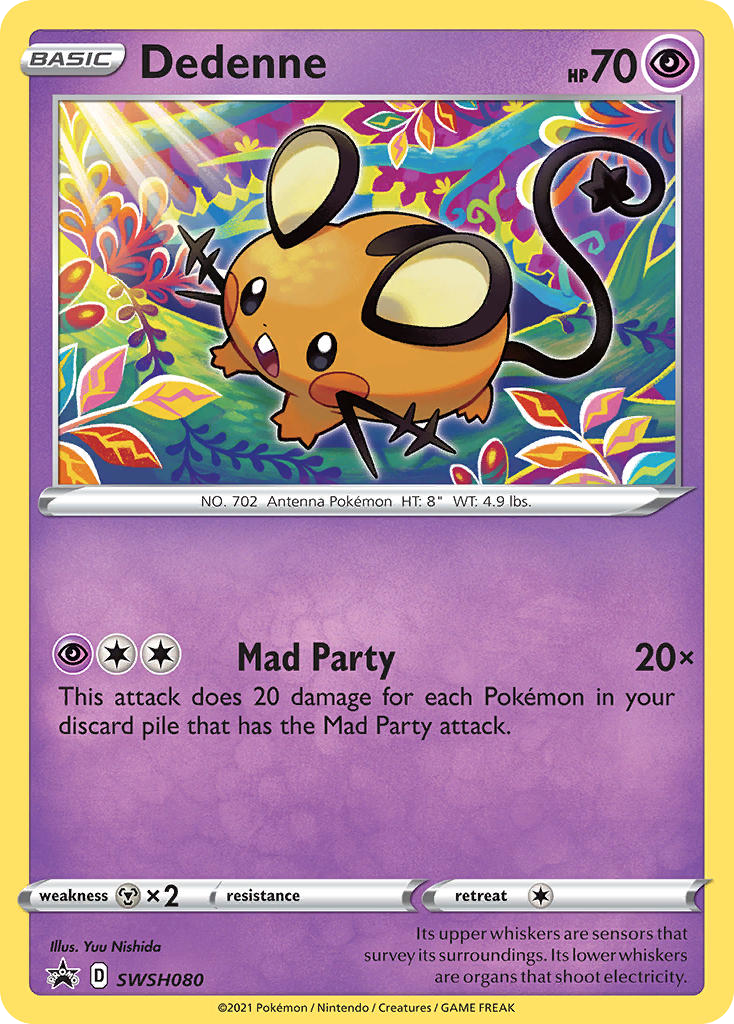 BASIC Dedenne HP 70
NO. 702 Antenna Pokémon HT: 8" WT: 4.9 lbs.
Mad Party 20×
This attack does 20 damage for each Pokémon in your
discard pile that has the Mad Party attack.
weakness ×2 resistance retreat
Illus. Yuu Nishida
Its upper whiskers are sensors that
survey its surroundings. Its lower whiskers
are organs that shoot electricity.
PROMO D SWSH080
©2021 Pokémon / Nintendo / Creatures / GAME FREAK